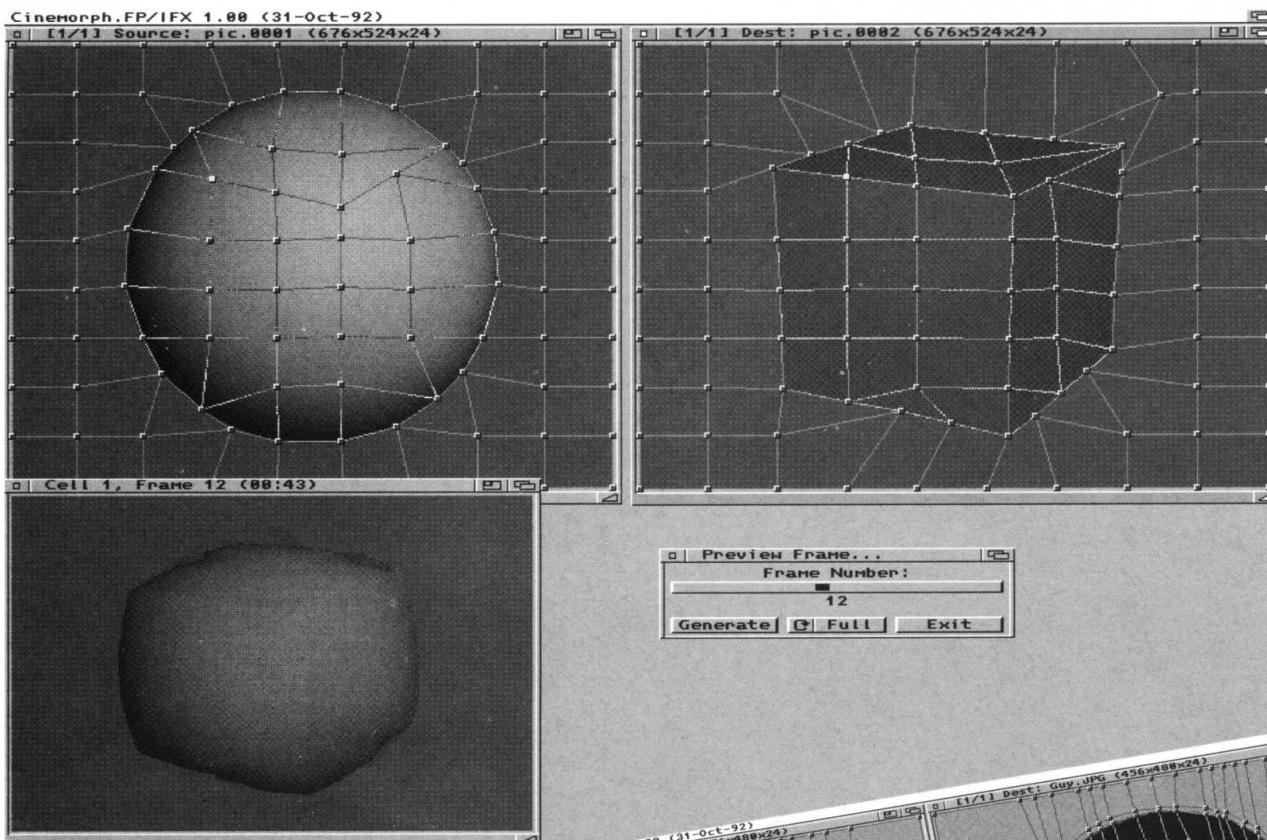 Cinemorph.FP/IFX 1.00 (31-Oct-92)
[1/1] Source: pic.0001 (676x524x24)
[1/1] Dest: pic.0002 (676x524x24)
Cell 1, Frame 12 (00:43)
Preview Frame...
Frame Number:
12
Generate
Full
Exit
(31-Oct-92)
[1/1] Dest: Guy.JPG (456x480x24)